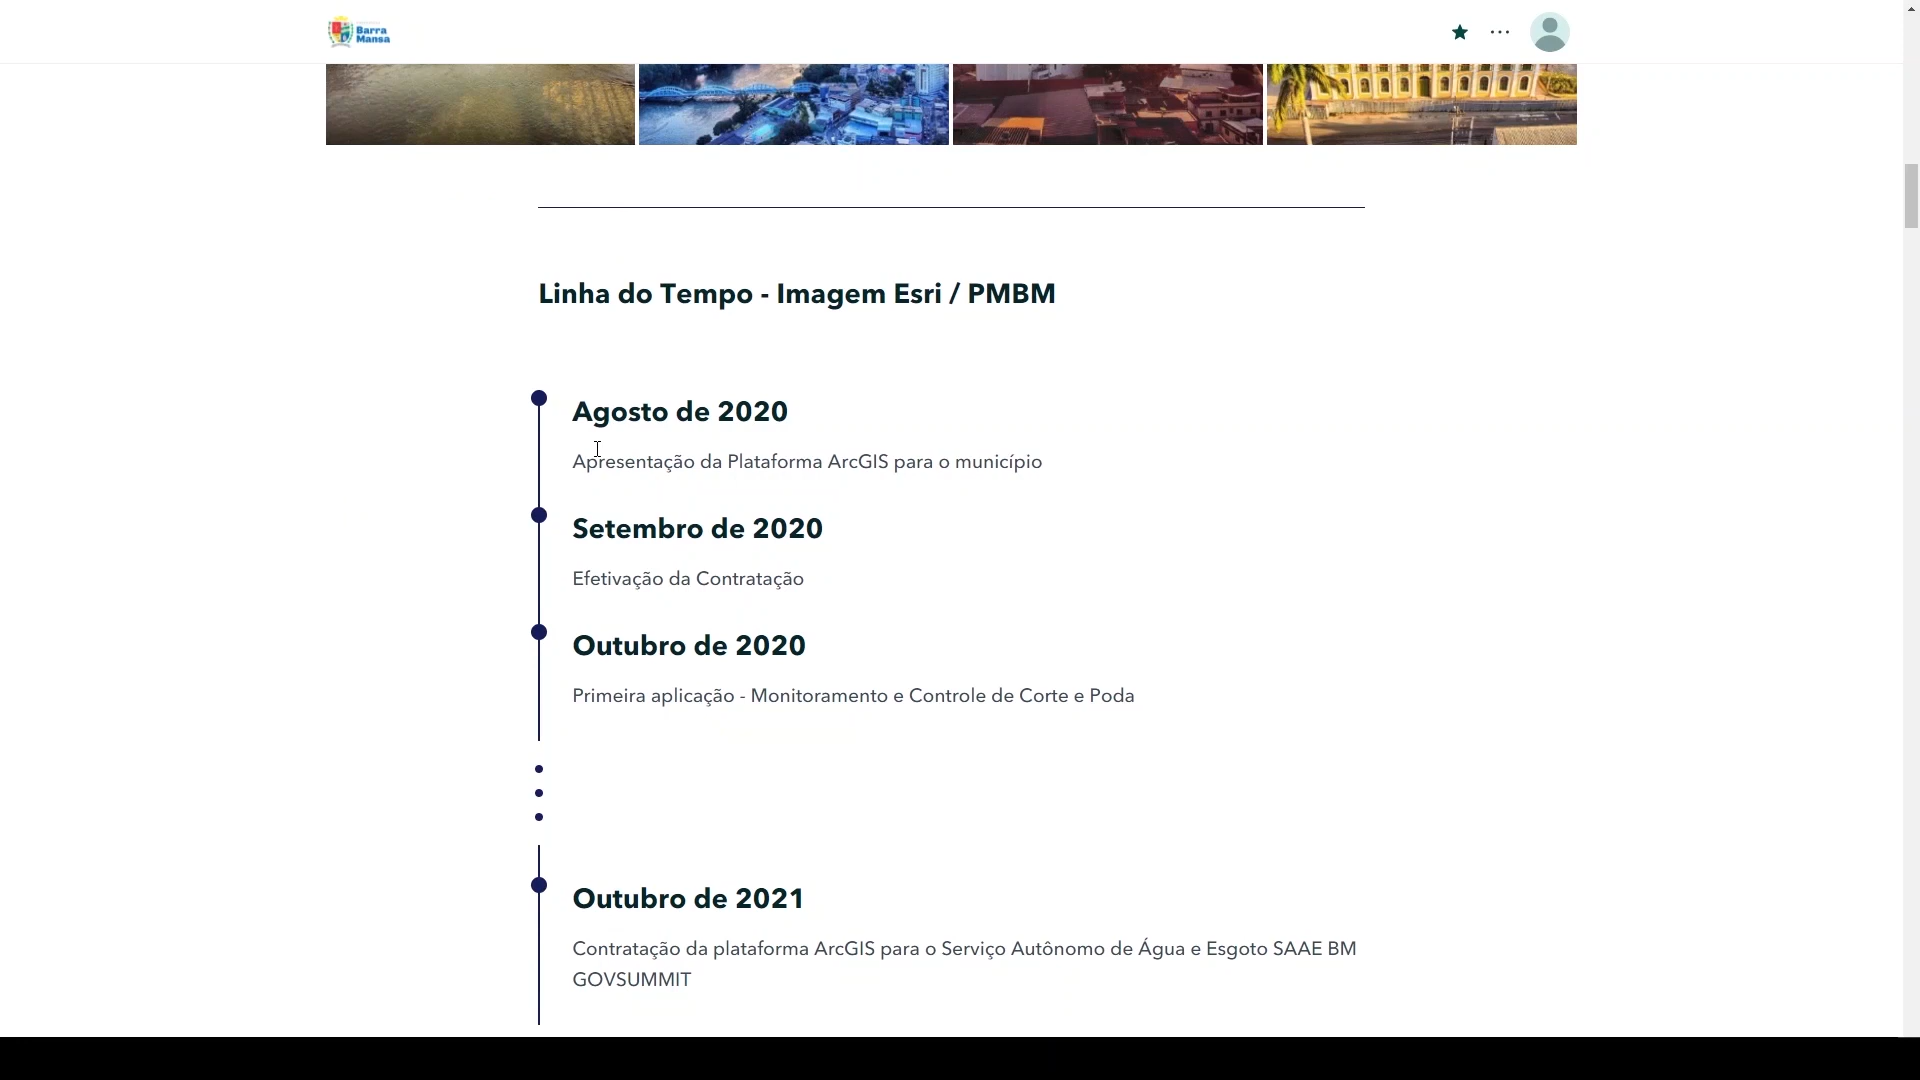 Barra
Mansa
Linha do Tempo - Imagem Esri / PMBM
Agosto de 2020
Apresentação da Plataforma ArcGIS para o município
Setembro de 2020
Efetivação da Contratação
Outubro de 2020
Primeira aplicação - Monitoramento e Controle de Corte e Poda
Outubro de 2021
Contratação da plataforma ArcGIS para o Serviço Autônomo de Água e Esgoto SAAE BM
GOVSUMMIT